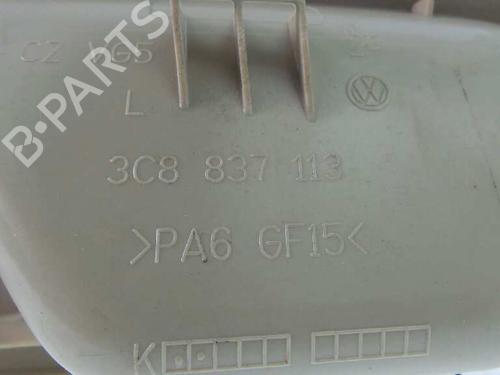 CZ
L
3C8 837 113
>PA6 GF15<
K
B-PARTS